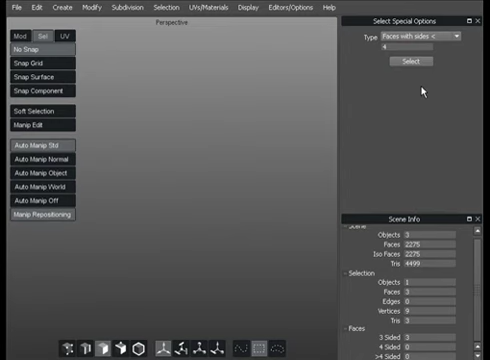 File Edit Create Modify Subdivision Selection UVs/Materials Display Editors/Options Help
Perspective
Mod Sel UV
No Snap
Snap Grid
Snap Surface
Snap Component
Soft Selection
Manip Edit
Auto Manip Std
Auto Manip Normal
Auto Manip Object
Auto Manip World
Auto Manip Off
Manip Repositioning
Select Special Options
Type Faces with sides <
4
Select
Scene Info
Scene
Objects 3
Faces 2275
Iso Faces 2275
Tris 4499
Selection
Objects 1
Faces 3
Edges 0
Vertices 9
Tris 3
Faces
3 Sided 3
4 Sided 0
>4 Sided 0